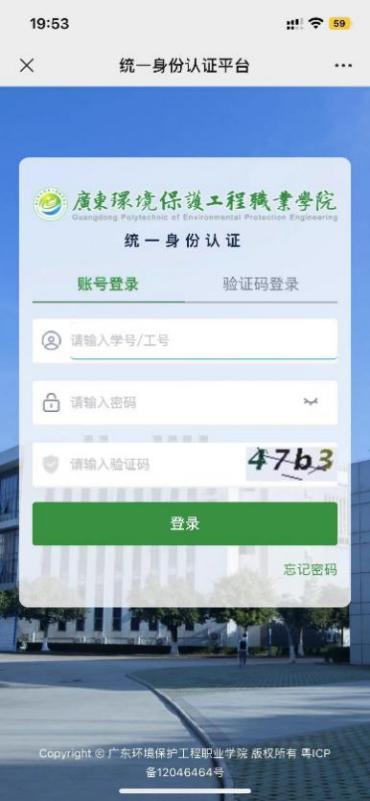 19:53
59
统一身份认证平台
廣東環境保護工程職業學院
Guangdong Polytechnic of Environmental Protection Engineering
统一身份认证
账号登录
验证码登录
请输入学号/工号
请输入密码
请输入验证码
47b3
登录
忘记密码
Copyright © 广东环境保护工程职业学院 版权所有 粤ICP
备12046464号